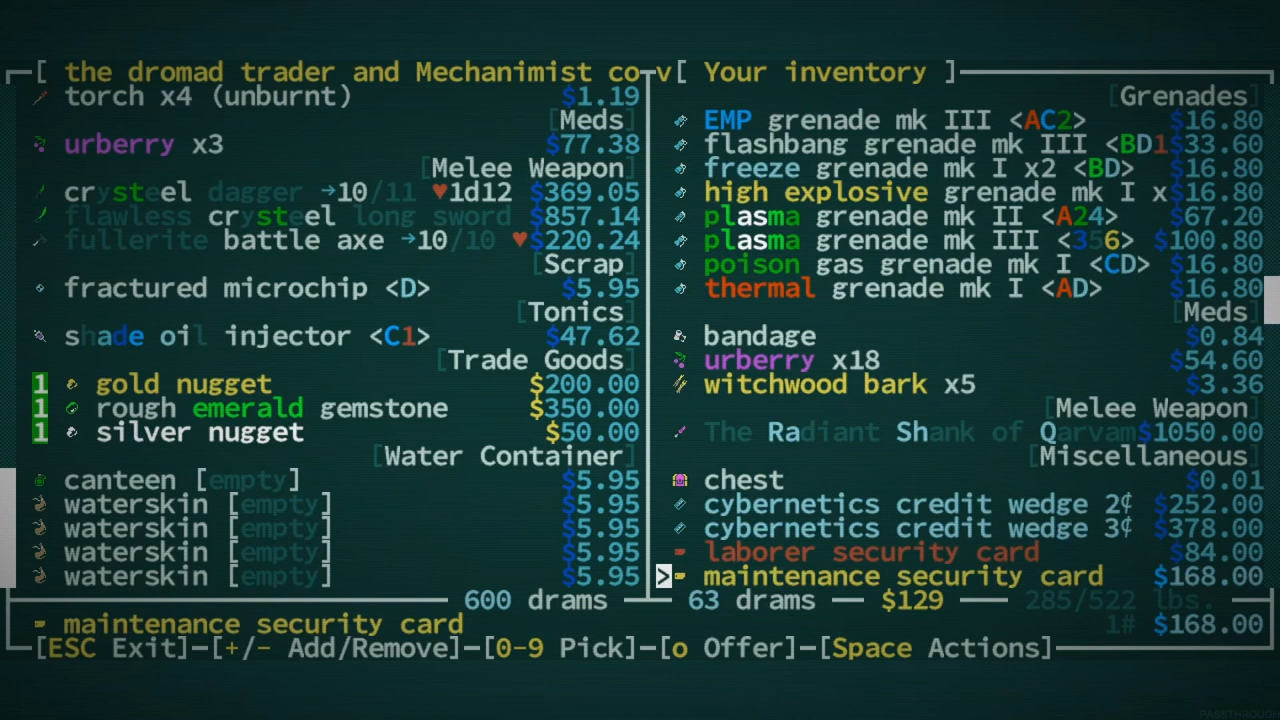 [ the dromad trader and Mechanimist co
torch x4 (unburnt) $1.19
[Meds]
urberry x3 $77.38
[Melee Weapon]
crysteel dagger →10/11 ♥1d12 $369.05
flawless crysteel long sword $857.14
fullerite battle axe →10/10 ♥$220.24
[Scrap]
fractured microchip <D> $5.95
[Tonics]
shade oil injector <C1> $47.62
[Trade Goods]
1 gold nugget $200.00
1 rough emerald gemstone $350.00
1 silver nugget $50.00
[Water Container]
canteen [empty] $5.95
waterskin [empty] $5.95
waterskin [empty] $5.95
waterskin [empty] $5.95
waterskin [empty] $5.95
v[ Your inventory ]
[Grenades]
EMP grenade mk III <AC2> $16.80
flashbang grenade mk III <BD1$33.60
freeze grenade mk I x2 <BD> $16.80
high explosive grenade mk I x$16.80
plasma grenade mk II <A24> $67.20
plasma grenade mk III <356> $100.80
poison gas grenade mk I <CD> $16.80
thermal grenade mk I <AD> $16.80
[Meds]
bandage $0.84
urberry x18 $54.60
witchwood bark x5 $3.36
[Melee Weapon]
The Radiant Shank of Qarvam$1050.00
[Miscellaneous]
chest $0.01
cybernetics credit wedge 2¢ $252.00
cybernetics credit wedge 3¢ $378.00
laborer security card $84.00
> maintenance security card $168.00
600 drams 63 drams — $129 — 285/522 lbs.
maintenance security card 1# $168.00
[ESC Exit]—[+/- Add/Remove]—[0-9 Pick]—[o Offer]—[Space Actions]